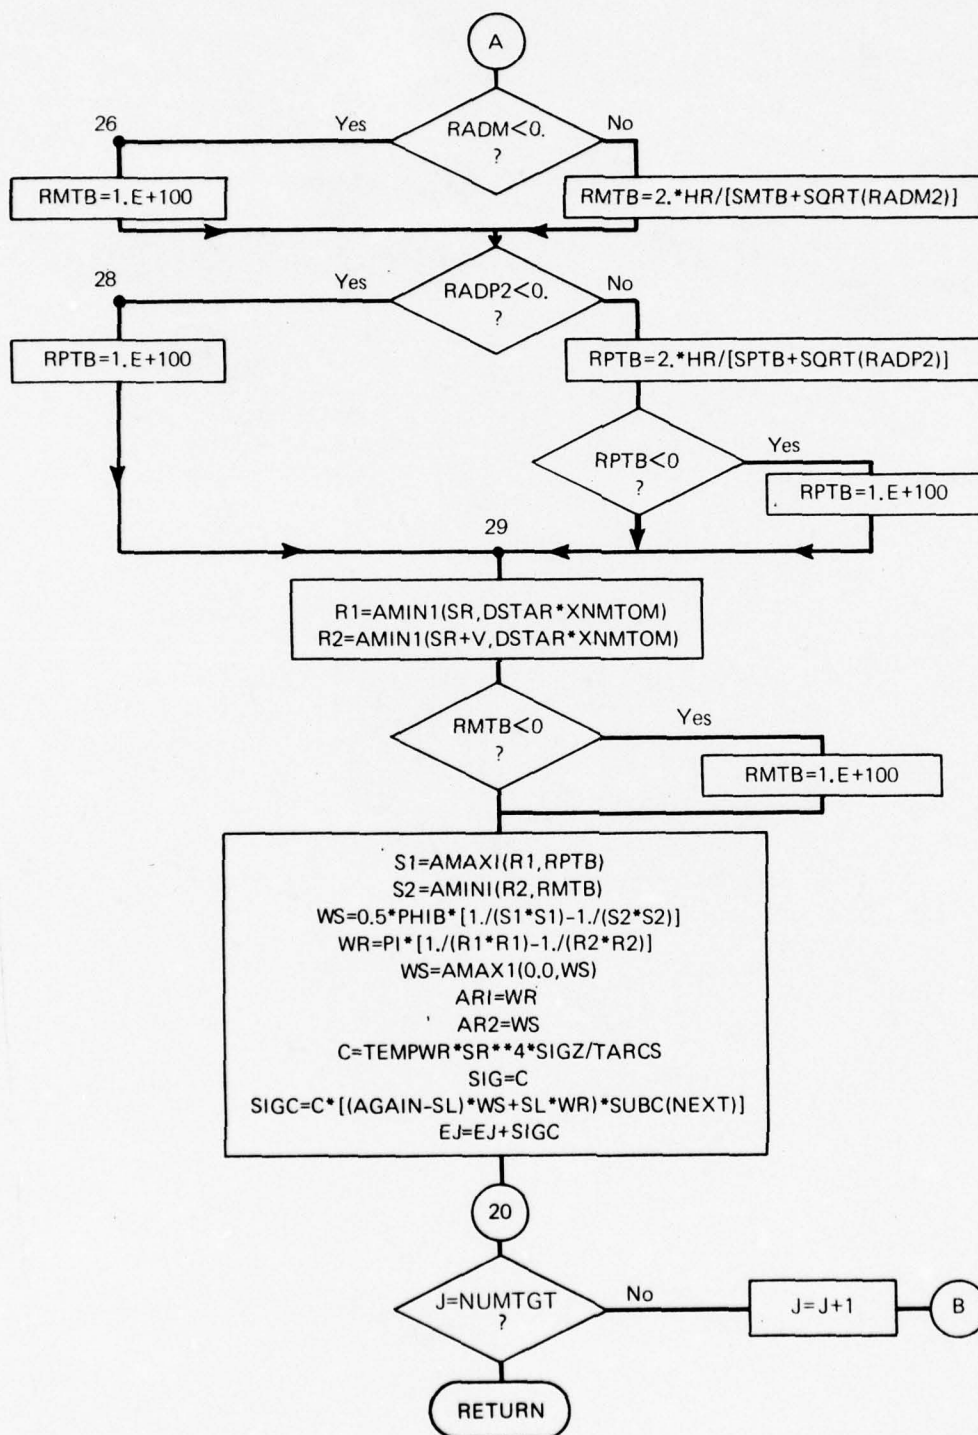 A
RADM<0.
?
Yes
No
26
RMTB=1.E+100
RMTB=2.*HR/[SMTB+SQRT(RADM2)]
RADP2<0.
?
Yes
No
28
RPTB=1.E+100
RPTB=2.*HR/[SPTB+SQRT(RADP2)]
RPTB<0
?
Yes
RPTB=1.E+100
29
R1=AMIN1(SR,DSTAR*XNMTOM)
R2=AMIN1(SR+V,DSTAR*XNMTOM)
RMTB<0
?
Yes
RMTB=1.E+100
S1=AMAXI(R1,RPTB)
S2=AMINI(R2,RMTB)
WS=0.5*PHIB*[1./(S1*S1)-1./(S2*S2)]
WR=PI*[1./(R1*R1)-1./(R2*R2)]
WS=AMAX1(0.0,WS)
ARI=WR
AR2=WS
C=TEMPWR*SR**4*SIGZ/TARCS
SIG=C
SIGC=C*[(AGAIN-SL)*WS+SL*WR)*SUBC(NEXT)]
EJ=EJ+SIGC
20
J=NUMTGT
?
No
J=J+1
B
RETURN